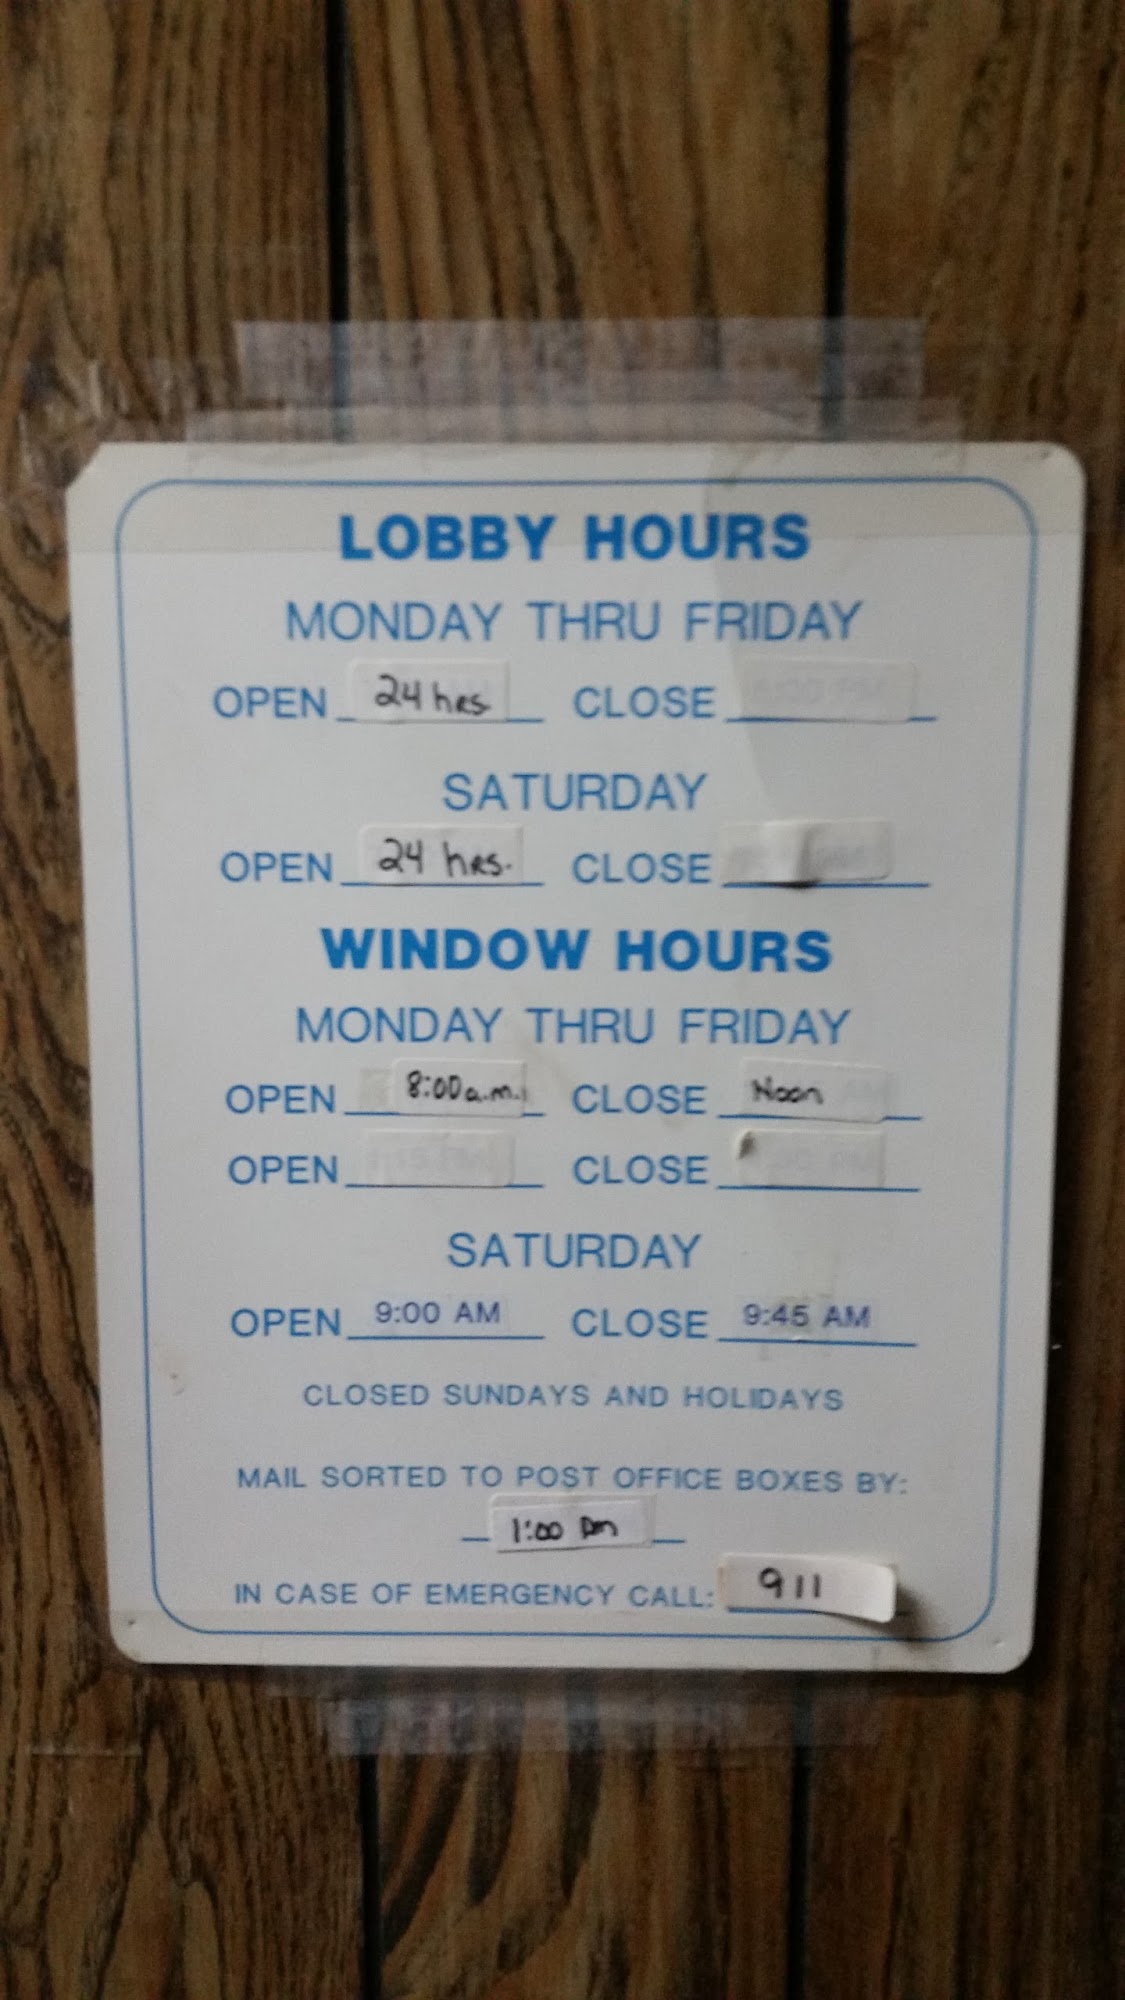 LOBBY HOURS
MONDAY THRU FRIDAY
OPEN 24 hrs CLOSE
SATURDAY
OPEN 24 hrs. CLOSE
WINDOW HOURS
MONDAY THRU FRIDAY
OPEN 8:00 a.m. CLOSE Noon
OPEN CLOSE
SATURDAY
OPEN 9:00 AM CLOSE 9:45 AM
CLOSED SUNDAYS AND HOLIDAYS
MAIL SORTED TO POST OFFICE BOXES BY:
1:00 pm
IN CASE OF EMERGENCY CALL: 911